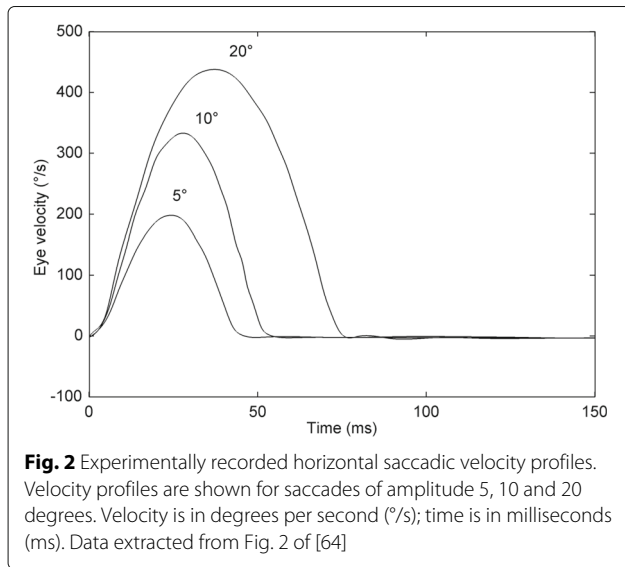 500
400
300
200
100
0
-100
Eye velocity (°/s)
20°
10°
5°
0
50
100
150
Time (ms)
Fig. 2 Experimentally recorded horizontal saccadic velocity profiles.
Velocity profiles are shown for saccades of amplitude 5, 10 and 20
degrees. Velocity is in degrees per second (°/s); time is in milliseconds
(ms). Data extracted from Fig. 2 of [64]